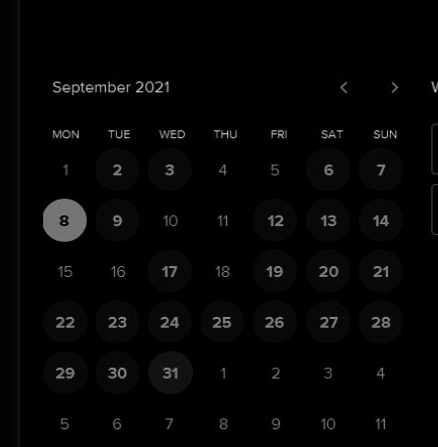 September 2021
W
MON TUE WED THU FRI SAT SUN
1 2 3 4 5 6 7
8 9 10 11 12 13 14
15 16 17 18 19 20 21
22 23 24 25 26 27 28
29 30 31 1 2 3 4
5 6 7 8 9 10 11